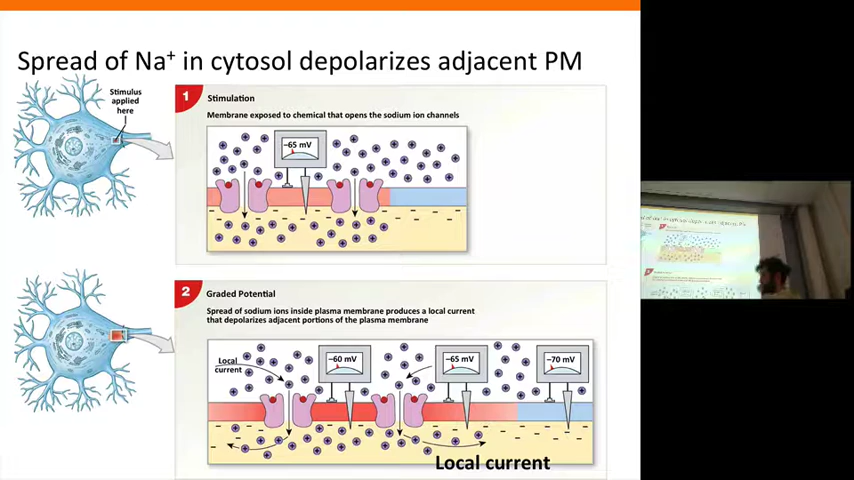 Spread of Na⁺ in cytosol depolarizes adjacent PM
Stimulus
applied
here
1
Stimulation
Membrane exposed to chemical that opens the sodium ion channels
–65 mV
2
Graded Potential
Spread of sodium ions inside plasma membrane produces a local current
that depolarizes adjacent portions of the plasma membrane
Local
current
–60 mV
–65 mV
–70 mV
Local current